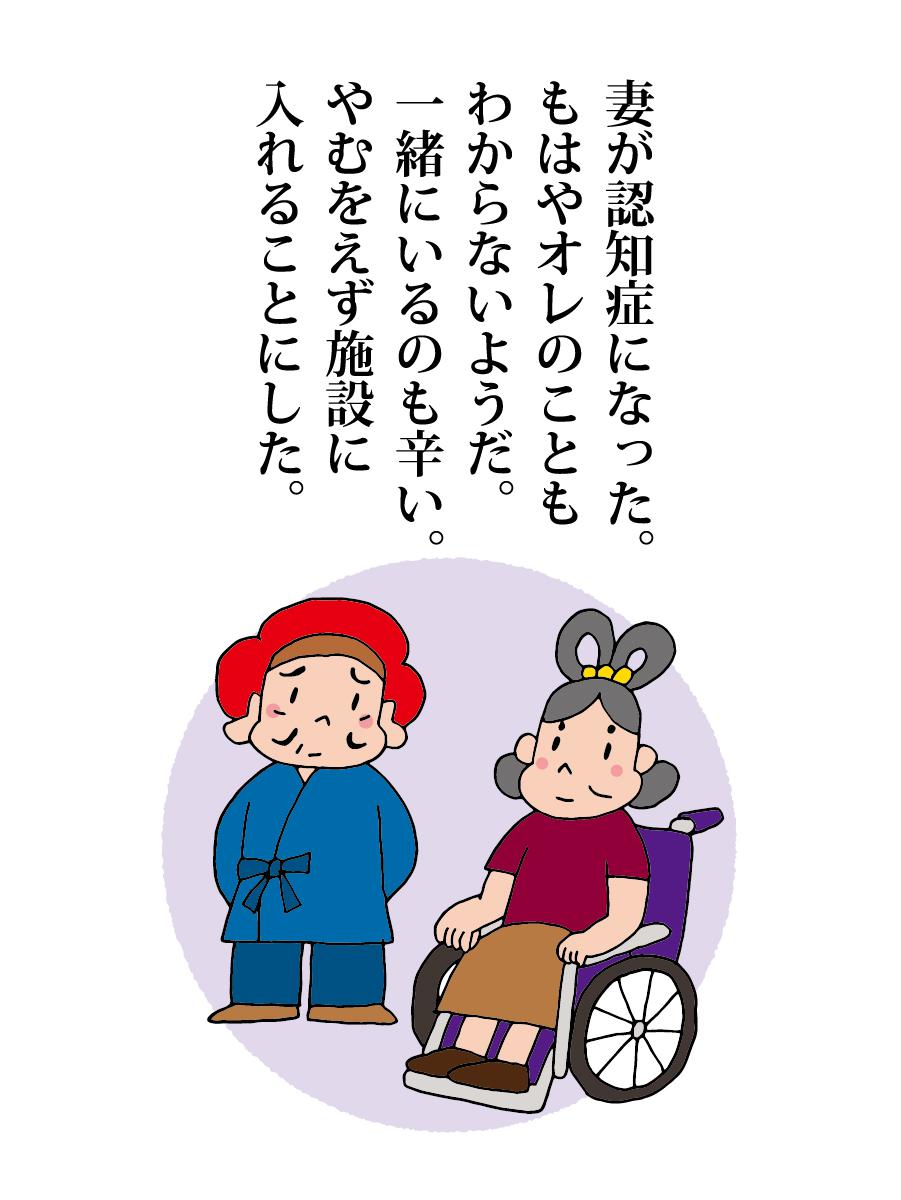 妻が認知症になった。
もはやオレのことも
わからないようだ。
一緒にいるのも辛い。
やむをえず施設に
入れることにした。